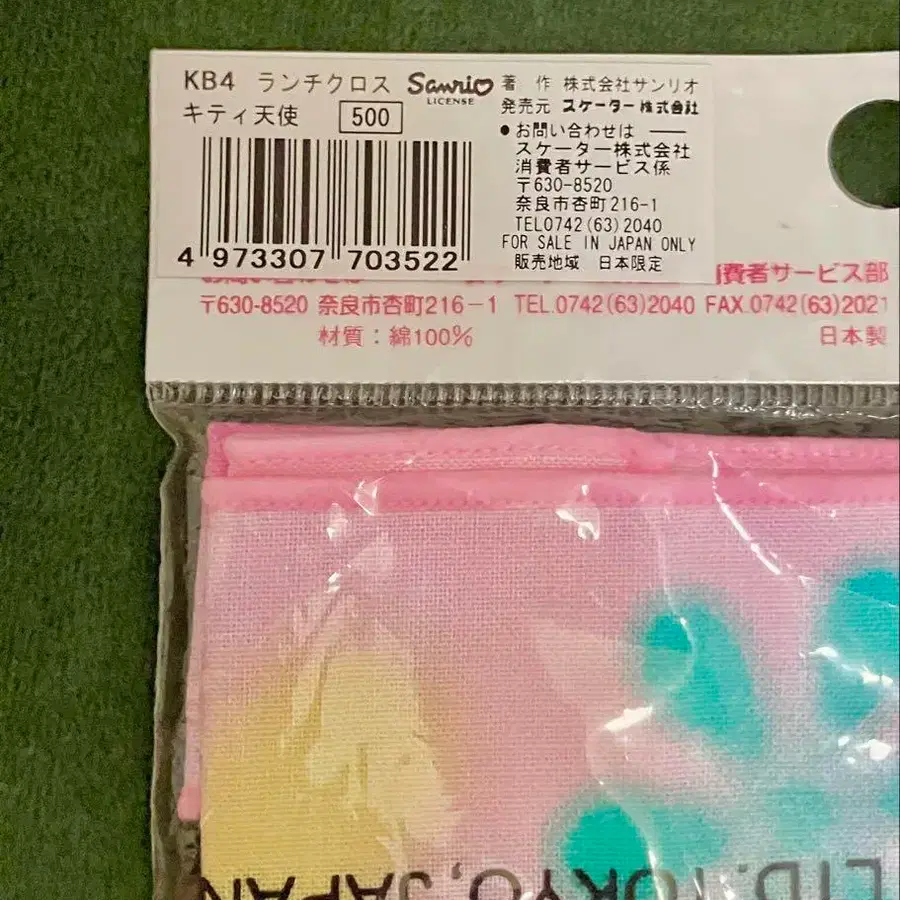 KB4 ランチクロス
キティ天使 500
4 973307 703522
Sanrio
LICENSE
著 作 株式会社サンリオ
発売元 スケーター株式会社
●お問い合わせは
スケーター株式会社
消費者サービス係
〒630-8520
奈良市杏町216-1
TEL0742(63)2040
FOR SALE IN JAPAN ONLY
販売地域 日本限定
消費者サービス部
〒630-8520 奈良市杏町216-1 TEL.0742(63)2040 FAX.0742(63)2021
材質:綿100% 日本製
LTD. TOKYO, JAPAN